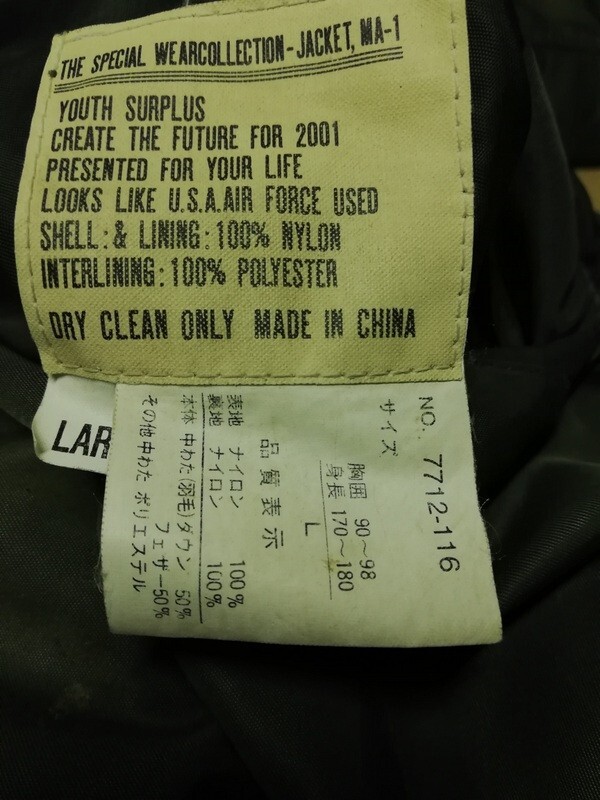 THE SPECIAL WEARCOLLECTION-JACKET, MA-1
YOUTH SURPLUS
CREATE THE FUTURE FOR 2001
PRESENTED FOR YOUR LIFE
LOOKS LIKE U.S.A.AIR FORCE USED
SHELL:& LINING:100% NYLON
INTERLINING:100% POLYESTER
DRY CLEAN ONLY MADE IN CHINA
LAR
NO. 7712-116
サイズ
胸囲 90～98
身長 170～180
L
品質表示
表地 ナイロン 100%
裏地 ナイロン 100%
本体 中わた(羽毛)ダウン 50%
フェザー50%
その他中わた ポリエステル